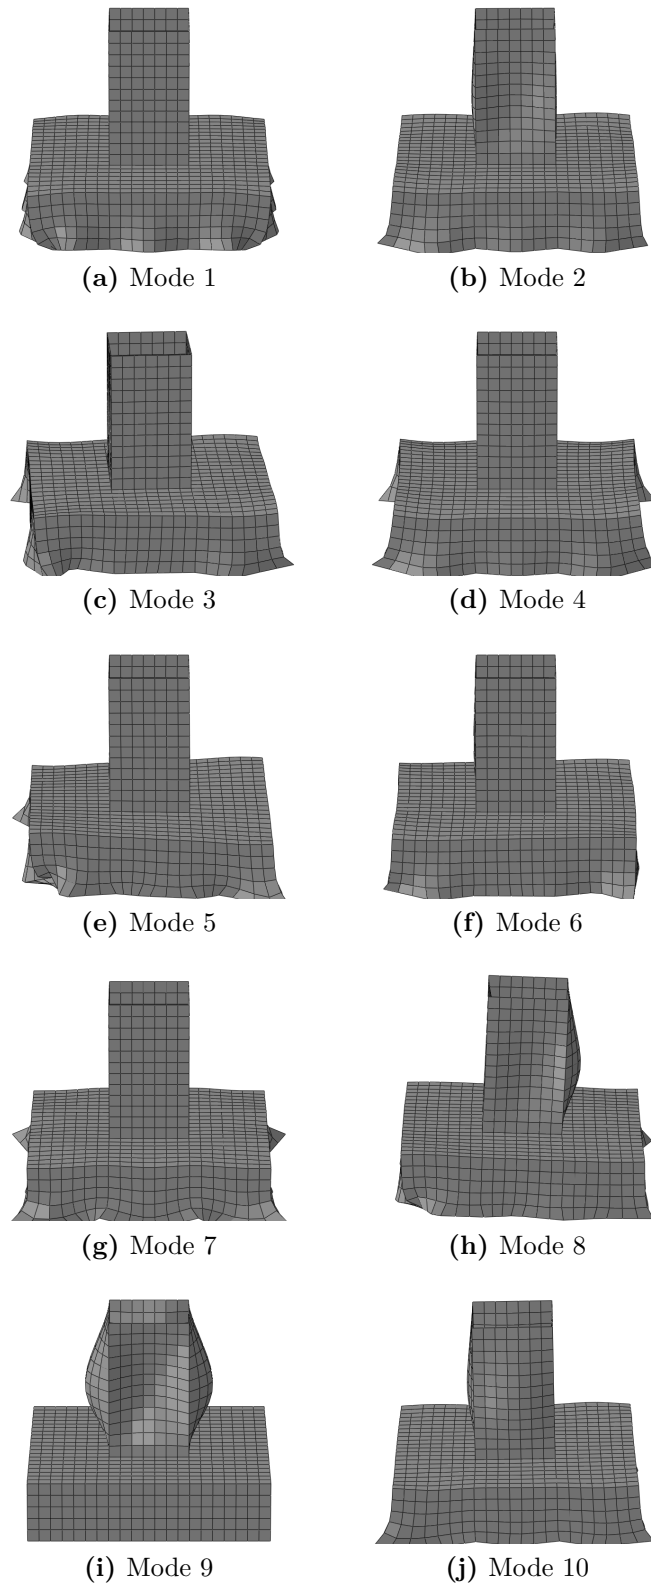 (a) Mode 1
(b) Mode 2
(c) Mode 3
(d) Mode 4
(e) Mode 5
(f) Mode 6
(g) Mode 7
(h) Mode 8
(i) Mode 9
(j) Mode 10